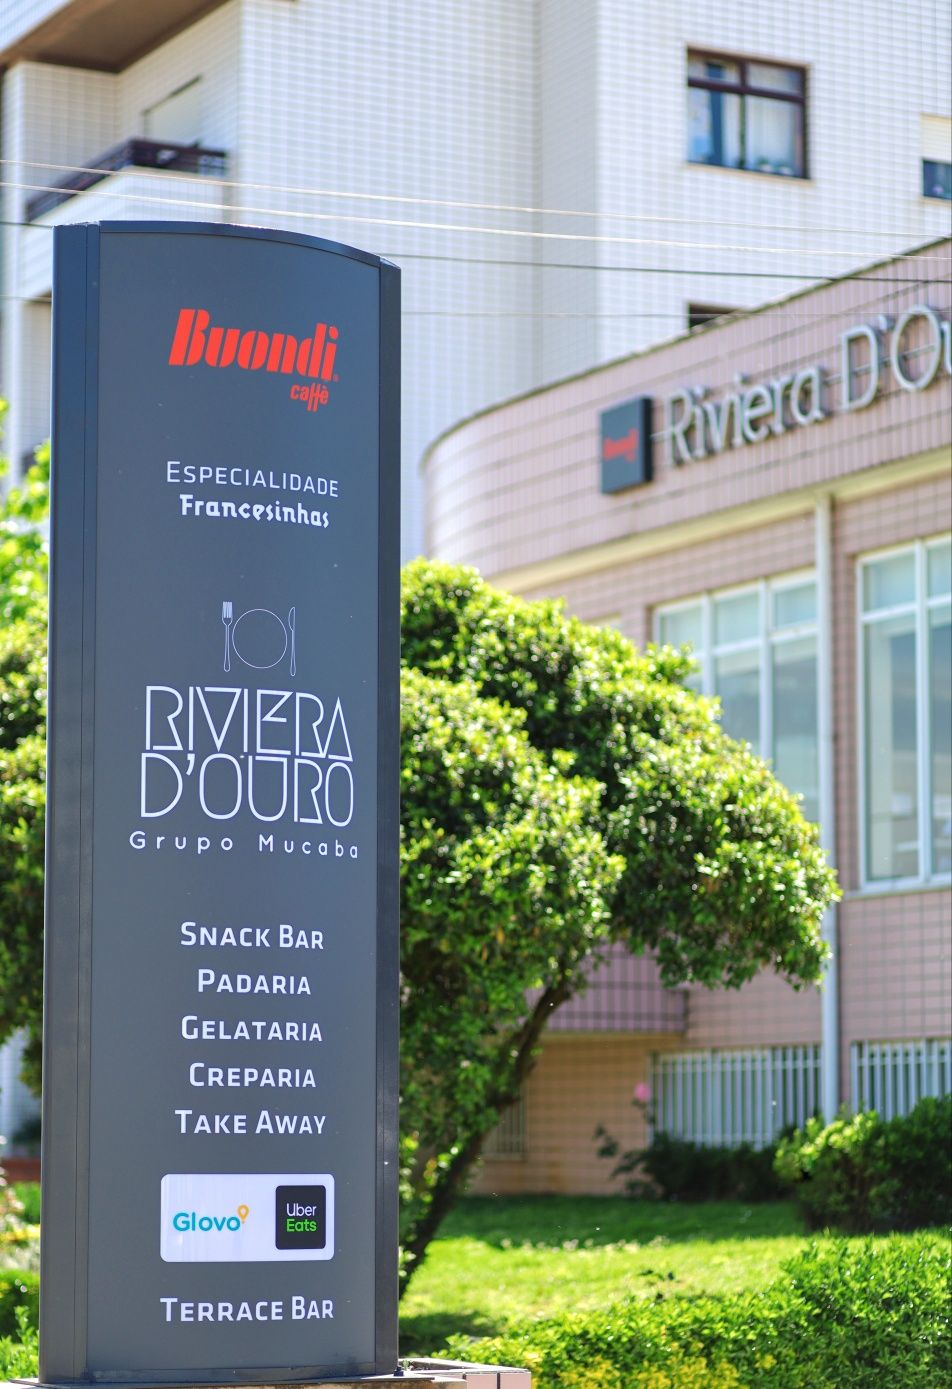 Buondi
caffè
ESPECIALIDADE
Francesinhas
RIVIERA
D'OURO
Grupo Mucaba
SNACK BAR
PADARIA
GELATARIA
CREPARIA
TAKE AWAY
Glovo
Uber
Eats
TERRACE BAR
Buondi
Riviera D'Ou